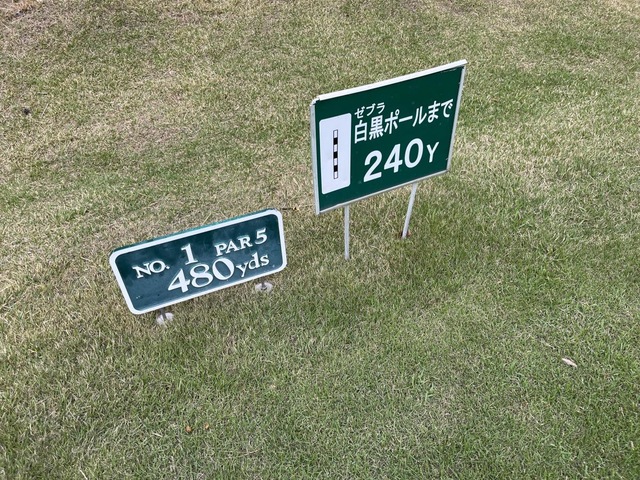 NO. 1 PAR 5
480yds
ゼブラ
白黒ポールまで
240Y